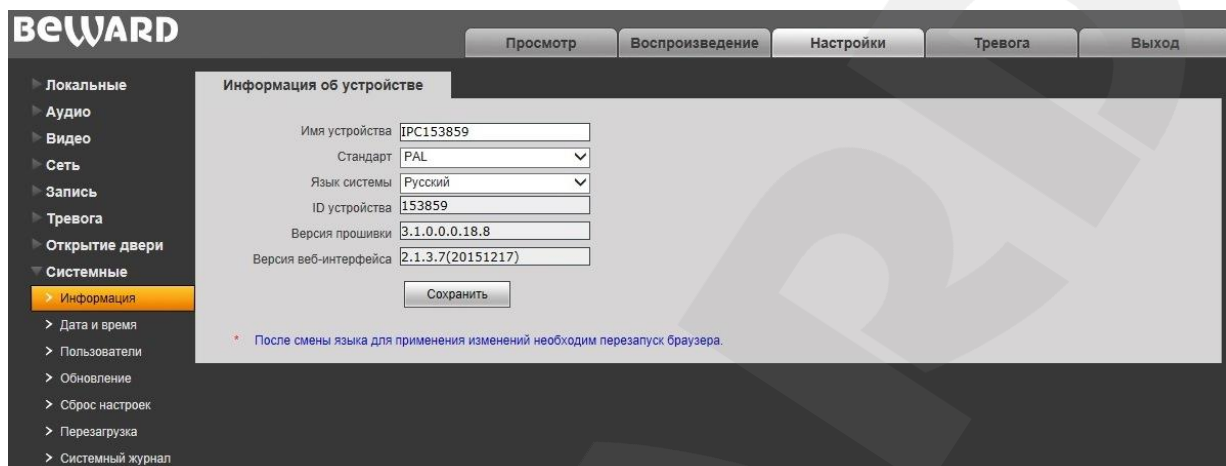 BEWARD
Просмотр Воспроизведение Настройки Тревога Выход
Локальные
Аудио
Видео
Сеть
Запись
Тревога
Открытие двери
Системные
Информация
Дата и время
Пользователи
Обновление
Сброс настроек
Перезагрузка
Системный журнал
Информация об устройстве
Имя устройства IPC153859
Стандарт PAL
Язык системы Русский
ID устройства 153859
Версия прошивки 3.1.0.0.0.18.8
Версия веб-интерфейса 2.1.3.7(20151217)
Сохранить
* После смены языка для применения изменений необходим перезапуск браузера.